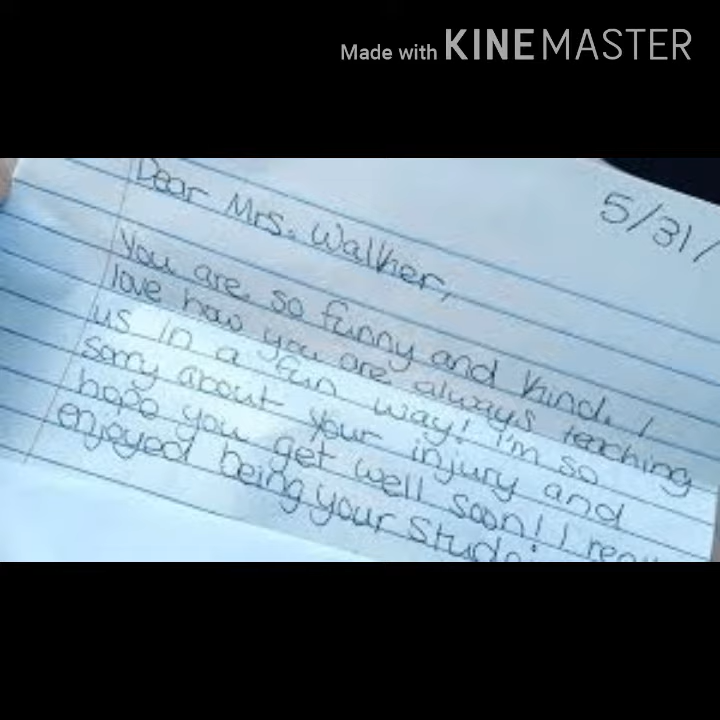 Made with KINEMASTER
5/31/
Dear Mrs. Walker,
You are so funny and kind. I
love how you are always teaching
us in a fun way! I'm so
sorry about your injury and
hope you get well soon! I
enjoyed being your